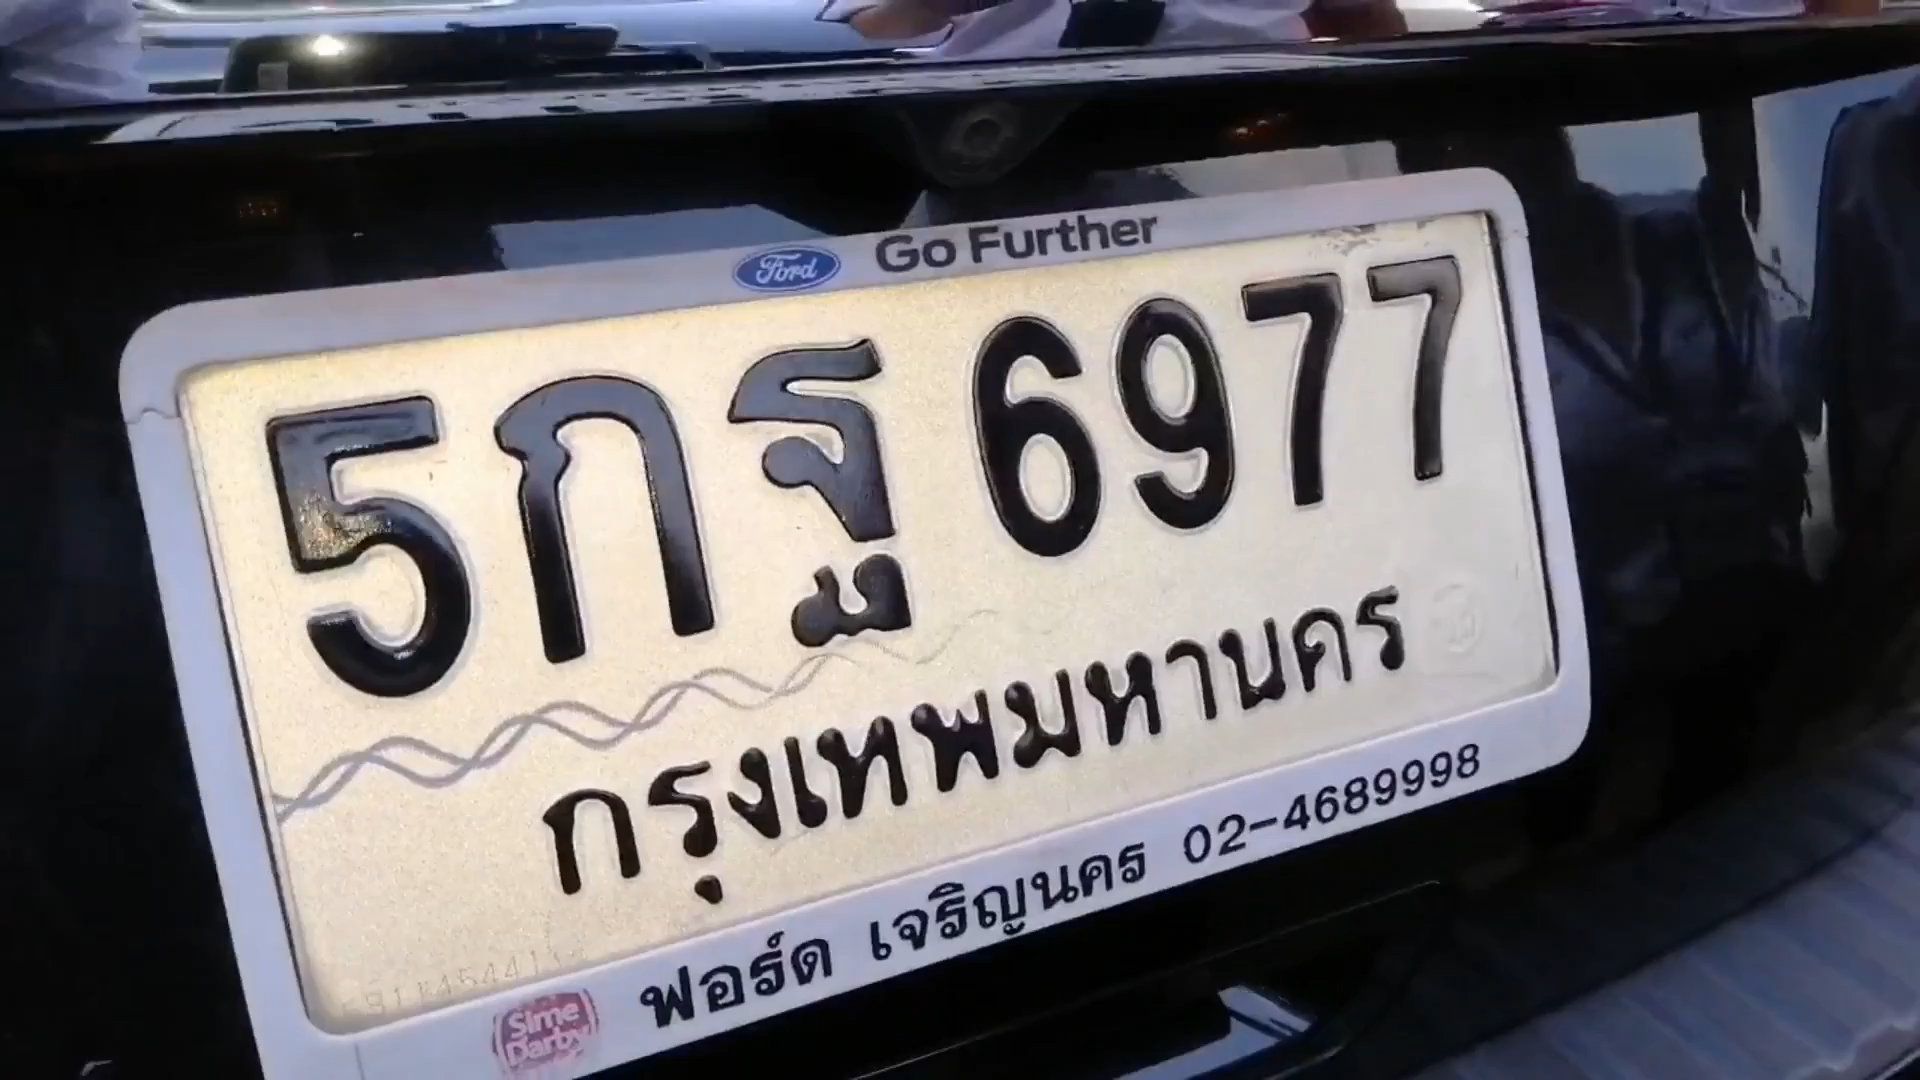 Ford Go Further
5กฐ 6977
กรุงเทพมหานคร
ฟอร์ด เจริญนคร 02-4689998
Sime
Darby